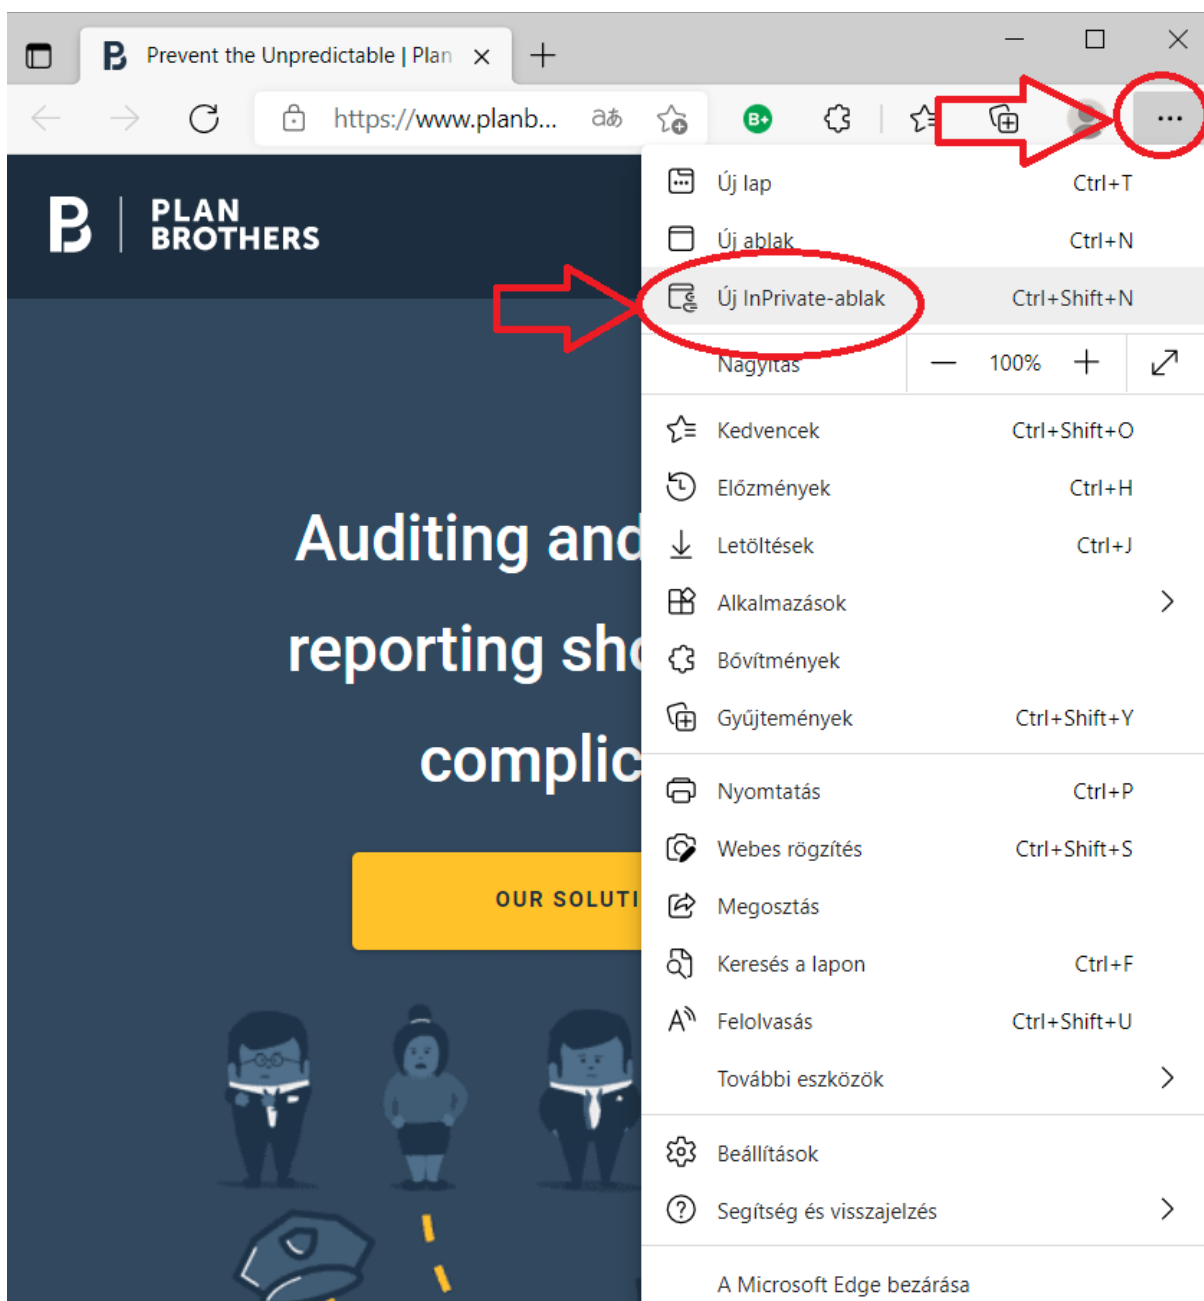 Prevent the Unpredictable | Plan
https://www.planb...
aあ
B+
PLAN
BROTHERS
Auditing and
reporting sho
complic
OUR SOLUTI
Új lap Ctrl+T
Új ablak Ctrl+N
Új InPrivate-ablak Ctrl+Shift+N
Nagyítás 100%
Kedvencek Ctrl+Shift+O
Előzmények Ctrl+H
Letöltések Ctrl+J
Alkalmazások
Bővítmények
Gyűjtemények Ctrl+Shift+Y
Nyomtatás Ctrl+P
Webes rögzítés Ctrl+Shift+S
Megosztás
Keresés a lapon Ctrl+F
Felolvasás Ctrl+Shift+U
További eszközök
Beállítások
Segítség és visszajelzés
A Microsoft Edge bezárása